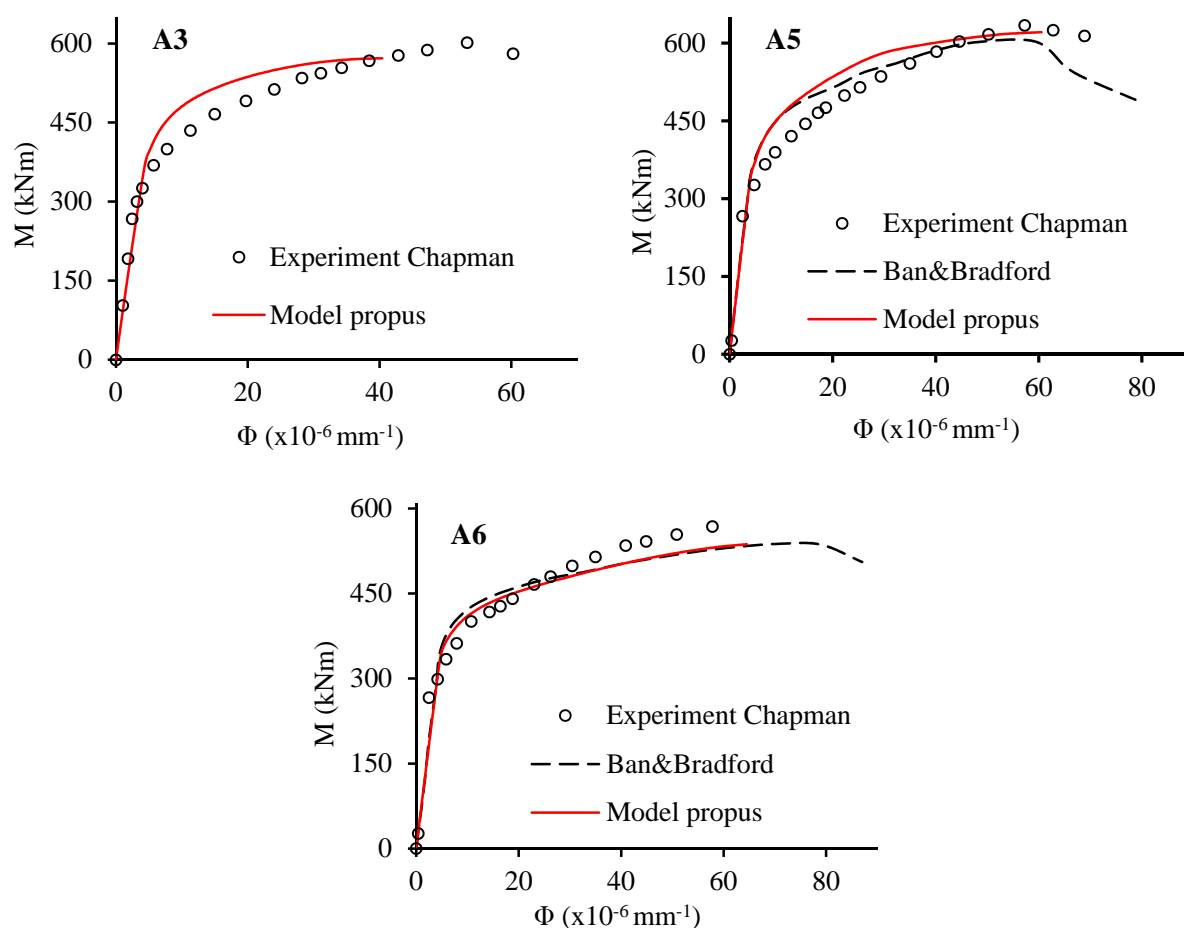 A3
M (kNm)
600
450
300
150
0
Experiment Chapman
Model propus
0 20 40 60
Φ (x10⁻⁶ mm⁻¹)
A5
M (kNm)
600
450
300
150
0
Experiment Chapman
Ban&Bradford
Model propus
0 20 40 60 80
Φ (x10⁻⁶ mm⁻¹)
A6
M (kNm)
600
450
300
150
0
Experiment Chapman
Ban&Bradford
Model propus
0 20 40 60 80
Φ (x10⁻⁶ mm⁻¹)